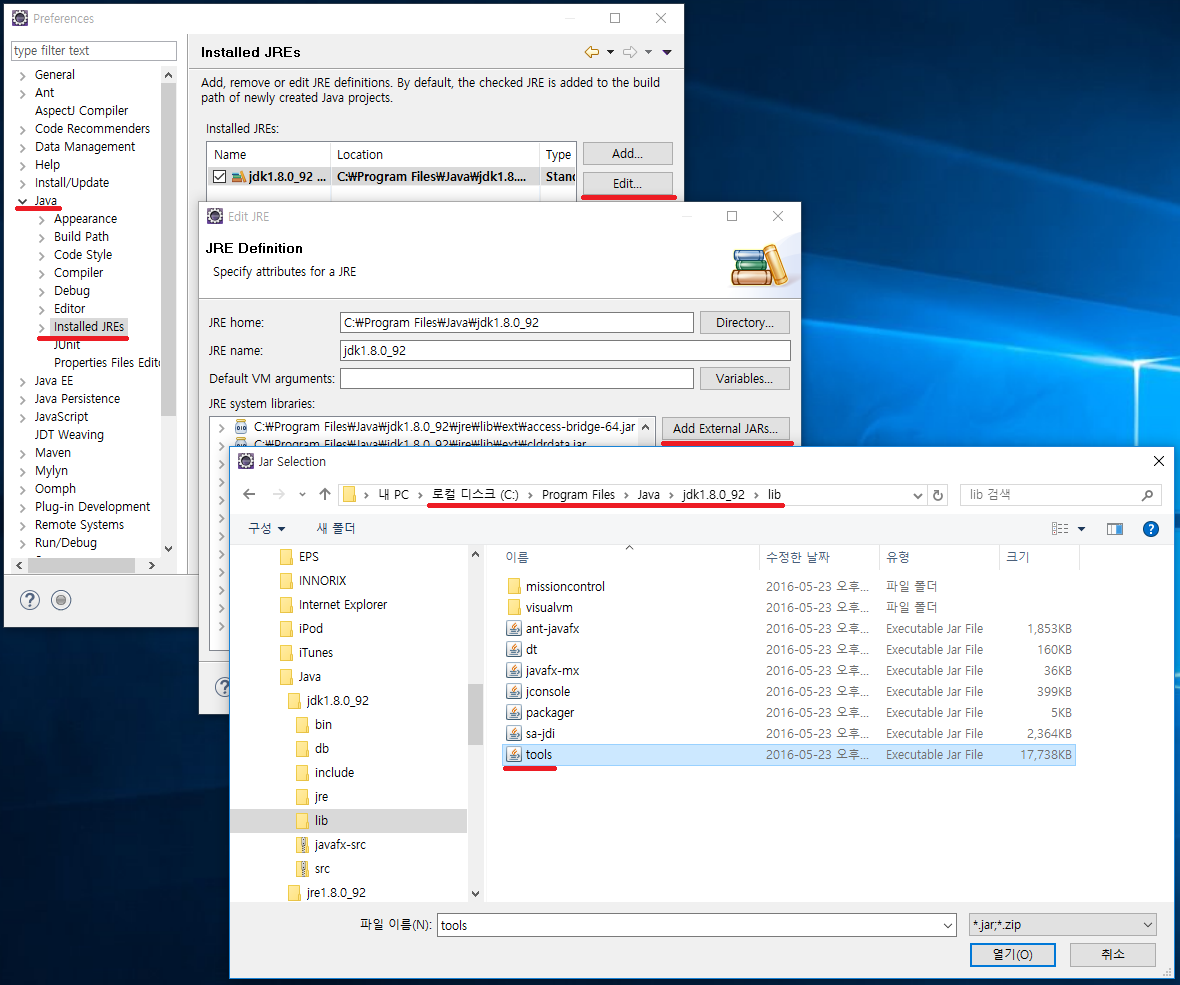 Preferences
type filter text
General
Ant
AspectJ Compiler
Code Recommenders
Data Management
Help
Install/Update
Java
Appearance
Build Path
Code Style
Compiler
Debug
Editor
Installed JREs
JUnit
Properties Files Edito
Java EE
Java Persistence
JavaScript
JDT Weaving
Maven
Mylyn
Oomph
Plug-in Development
Remote Systems
Run/Debug
Installed JREs
Add, remove or edit JRE definitions. By default, the checked JRE is added to the build
path of newly created Java projects.
Installed JREs:
Name Location Type
jdk1.8.0_92 ... C:₩Program Files₩Java₩jdk1.8.... Stanc
Add...
Edit...
Edit JRE
JRE Definition
Specify attributes for a JRE
JRE home: C:₩Program Files₩Java₩jdk1.8.0_92 Directory...
JRE name: jdk1.8.0_92
Default VM arguments: Variables...
JRE system libraries:
C:₩Program Files₩Java₩jdk1.8.0_92₩jre₩lib₩ext₩access-bridge-64.jar
C:₩Program Files₩Java₩jdk1.8.0_92₩jre₩lib₩ext₩cldrdata.jar
Add External JARs...
Jar Selection
내 PC 로컬 디스크 (C:) Program Files Java jdk1.8.0_92 lib
lib 검색
구성 새 폴더
EPS
INNORIX
Internet Explorer
iPod
iTunes
Java
jdk1.8.0_92
bin
db
include
jre
lib
javafx-src
src
jre1.8.0_92
이름 수정한 날짜 유형 크기
missioncontrol 2016-05-23 오후... 파일 폴더
visualvm 2016-05-23 오후... 파일 폴더
ant-javafx 2016-05-23 오후... Executable Jar File 1,853KB
dt 2016-05-23 오후... Executable Jar File 160KB
javafx-mx 2016-05-23 오후... Executable Jar File 36KB
jconsole 2016-05-23 오후... Executable Jar File 399KB
packager 2016-05-23 오후... Executable Jar File 5KB
sa-jdi 2016-05-23 오후... Executable Jar File 2,364KB
tools 2016-05-23 오후... Executable Jar File 17,738KB
파일 이름(N): tools *.jar;*.zip
열기(O) 취소